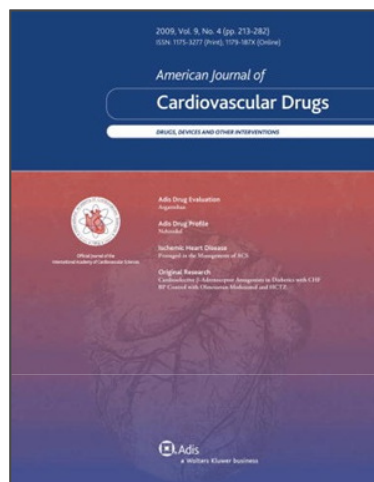 2009, Vol. 9, No. 4 (pp. 213-282)
ISSN: 1175-3277 (Print), 1179-187X (Online)
American Journal of
Cardiovascular Drugs
DRUGS, DEVICES AND OTHER INTERVENTIONS
Adis Drug Evaluation
Argatroban
Adis Drug Profile
Nebivolol
Ischemic Heart Disease
Prasugrel in the Management of ACS
Original Research
Cardioselective β-Adrenoceptor Antagonists in Diabetics with CHF
BP Control with Olmesartan Medoxomil and HCTZ
Official Journal of the
International Academy of Cardiovascular Sciences
Adis
a Wolters Kluwer business